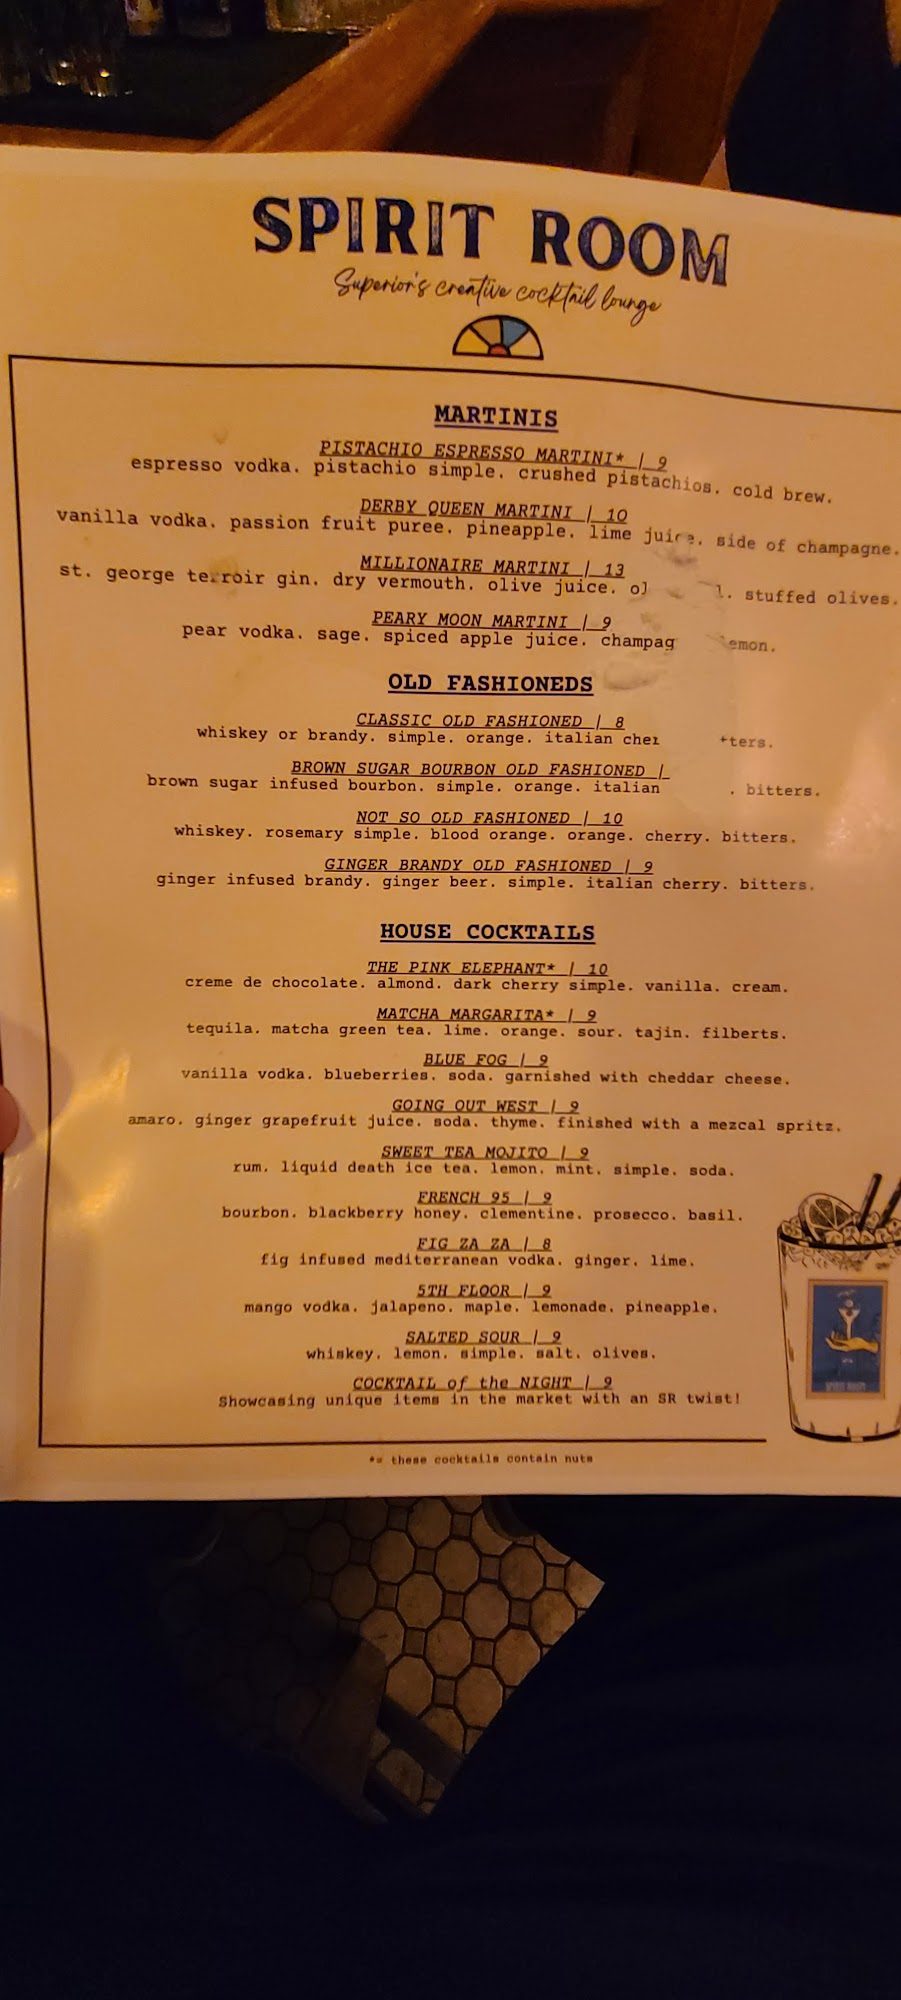 SPIRIT ROOM
Superior's creative cocktail lounge
MARTINIS
PISTACHIO ESPRESSO MARTINI* | 9
espresso vodka. pistachio simple. crushed pistachios. cold brew.
DERBY QUEEN MARTINI | 10
vanilla vodka. passion fruit puree. pineapple. lime juice. side of champagne.
MILLIONAIRE MARTINI | 13
st. george terroir gin. dry vermouth. olive juice. stuffed olives.
PEARY MOON MARTINI | 9
pear vodka. sage. spiced apple juice.
OLD FASHIONEDS
CLASSIC OLD FASHIONED | 8
whiskey or brandy. simple. orange. italian
BROWN SUGAR BOURBON OLD FASHIONED |
brown sugar infused bourbon. simple. orange. italian . bitters.
NOT SO OLD FASHIONED | 10
whiskey. rosemary simple. blood orange. orange. cherry. bitters.
GINGER BRANDY OLD FASHIONED | 9
ginger infused brandy. ginger beer. simple. italian cherry. bitters.
HOUSE COCKTAILS
THE PINK ELEPHANT* | 10
creme de chocolate. almond. dark cherry simple. vanilla. cream.
MATCHA MARGARITA* | 9
tequila. matcha green tea. lime. orange. sour. tajin. filberts.
BLUE FOG | 9
vanilla vodka. blueberries. soda. garnished with cheddar cheese.
GOING OUT WEST | 9
amaro. ginger grapefruit juice. soda. thyme. finished with a mezcal spritz.
SWEET TEA MOJITO | 9
rum. liquid death ice tea. lemon. mint. simple. soda.
FRENCH 95 | 9
bourbon. blackberry honey. clementine. prosecco. basil.
FIG ZA ZA | 8
fig infused mediterranean vodka. ginger. lime.
5TH FLOOR | 9
mango vodka. jalapeno. maple. lemonade. pineapple.
SALTED SOUR | 9
whiskey. lemon. simple. salt. olives.
COCKTAIL of the NIGHT | 9
Showcasing unique items in the market with an SR twist!
SPIRIT ROOM
*= these cocktails contain nuts